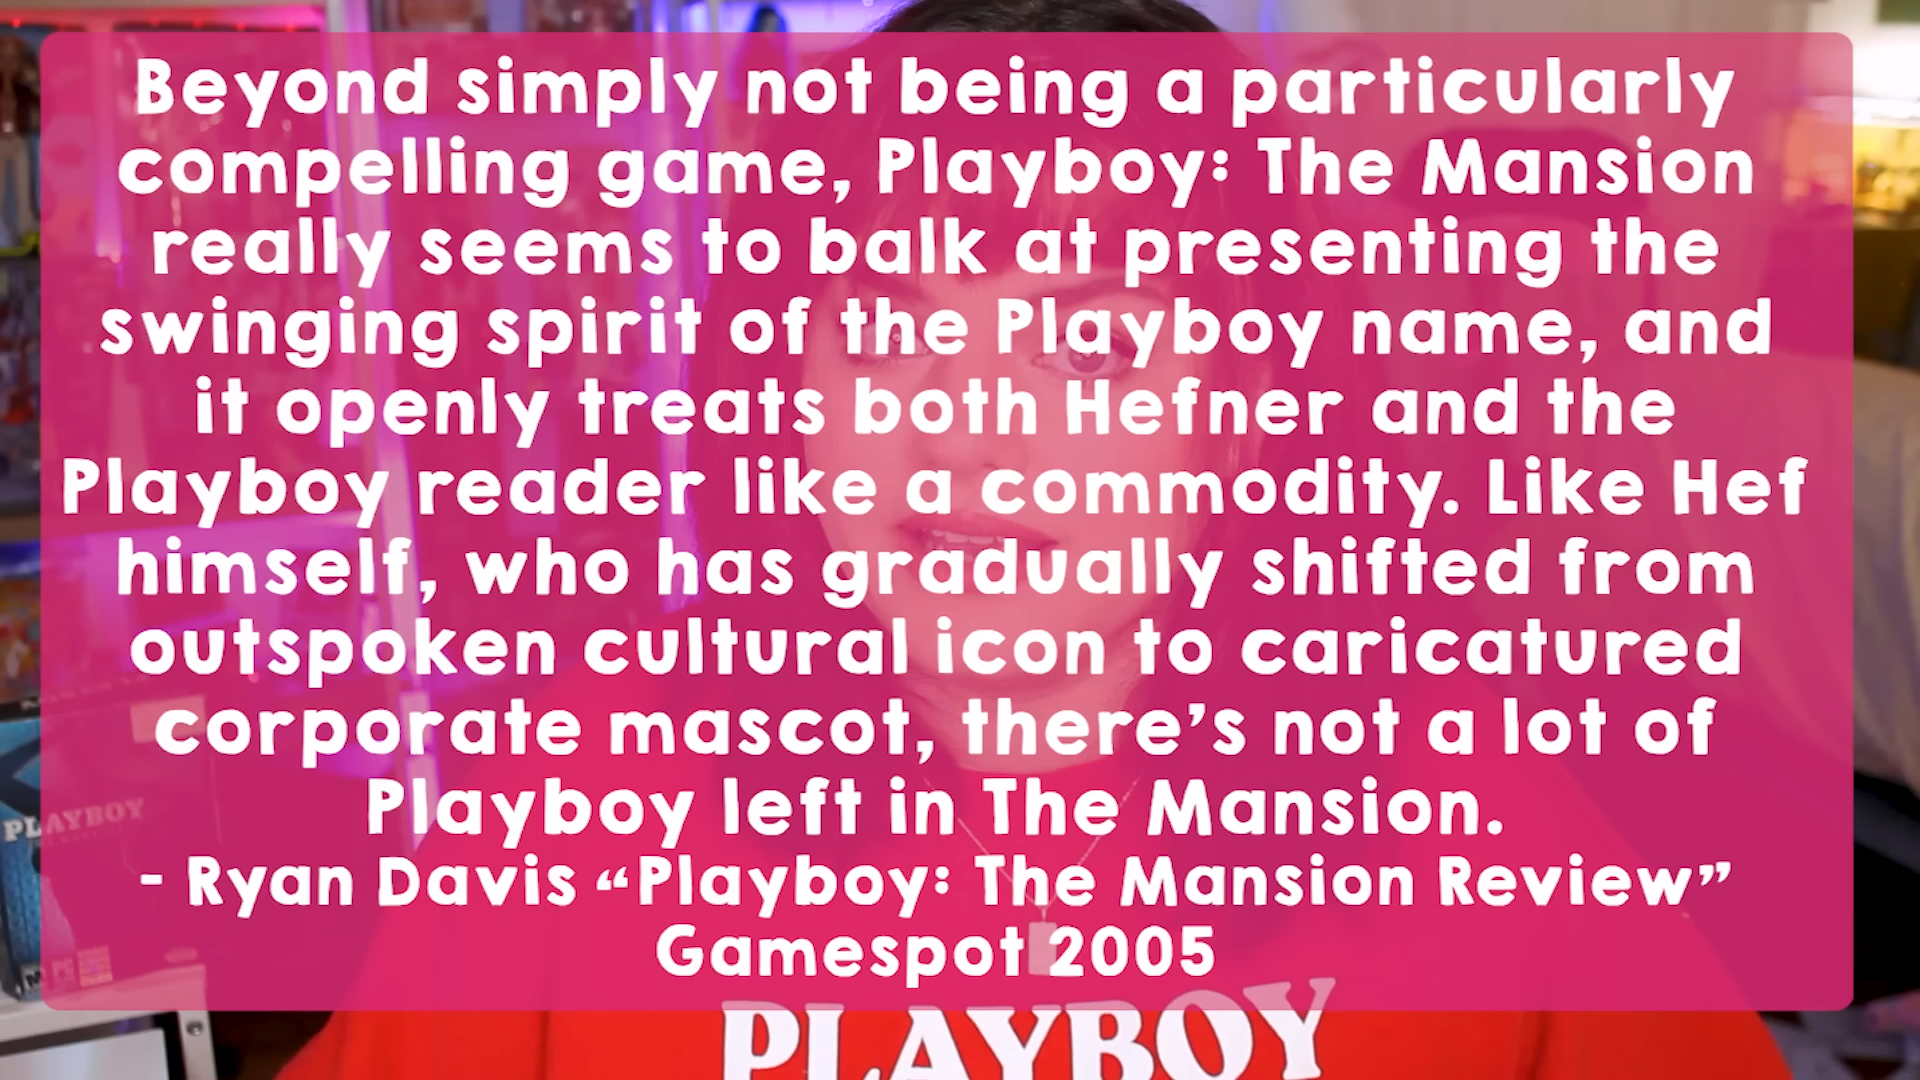 Beyond simply not being a particularly
compelling game, Playboy: The Mansion
really seems to balk at presenting the
swinging spirit of the Playboy name, and
it openly treats both Hefner and the
Playboy reader like a commodity. Like Hef
himself, who has gradually shifted from
outspoken cultural icon to caricatured
corporate mascot, there’s not a lot of
Playboy left in The Mansion.
- Ryan Davis “Playboy: The Mansion Review”
Gamespot 2005
PLAYBOY
M PC
PLAYBOY